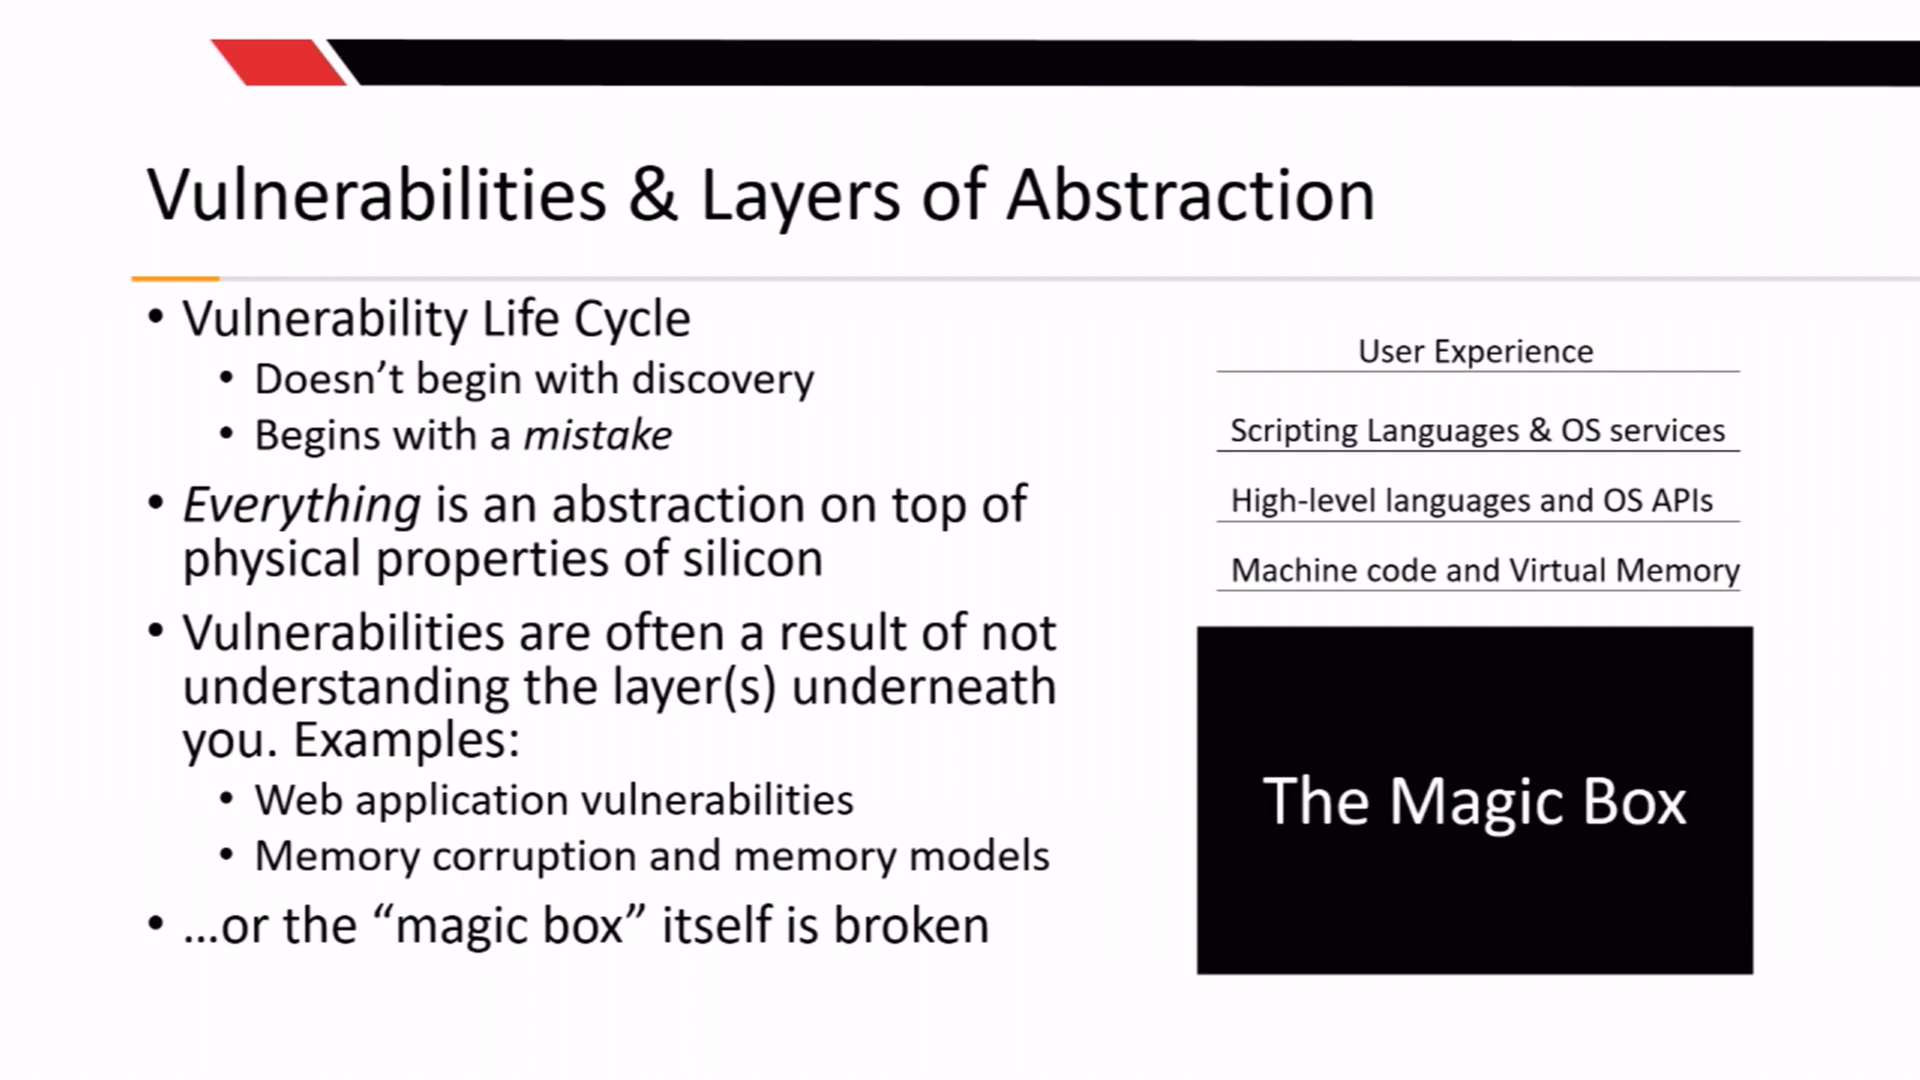 Vulnerabilities & Layers of Abstraction
• Vulnerability Life Cycle
• Doesn’t begin with discovery
• Begins with a mistake
• Everything is an abstraction on top of
physical properties of silicon
• Vulnerabilities are often a result of not
understanding the layer(s) underneath
you. Examples:
• Web application vulnerabilities
• Memory corruption and memory models
• …or the “magic box” itself is broken
User Experience
Scripting Languages & OS services
High-level languages and OS APIs
Machine code and Virtual Memory
The Magic Box